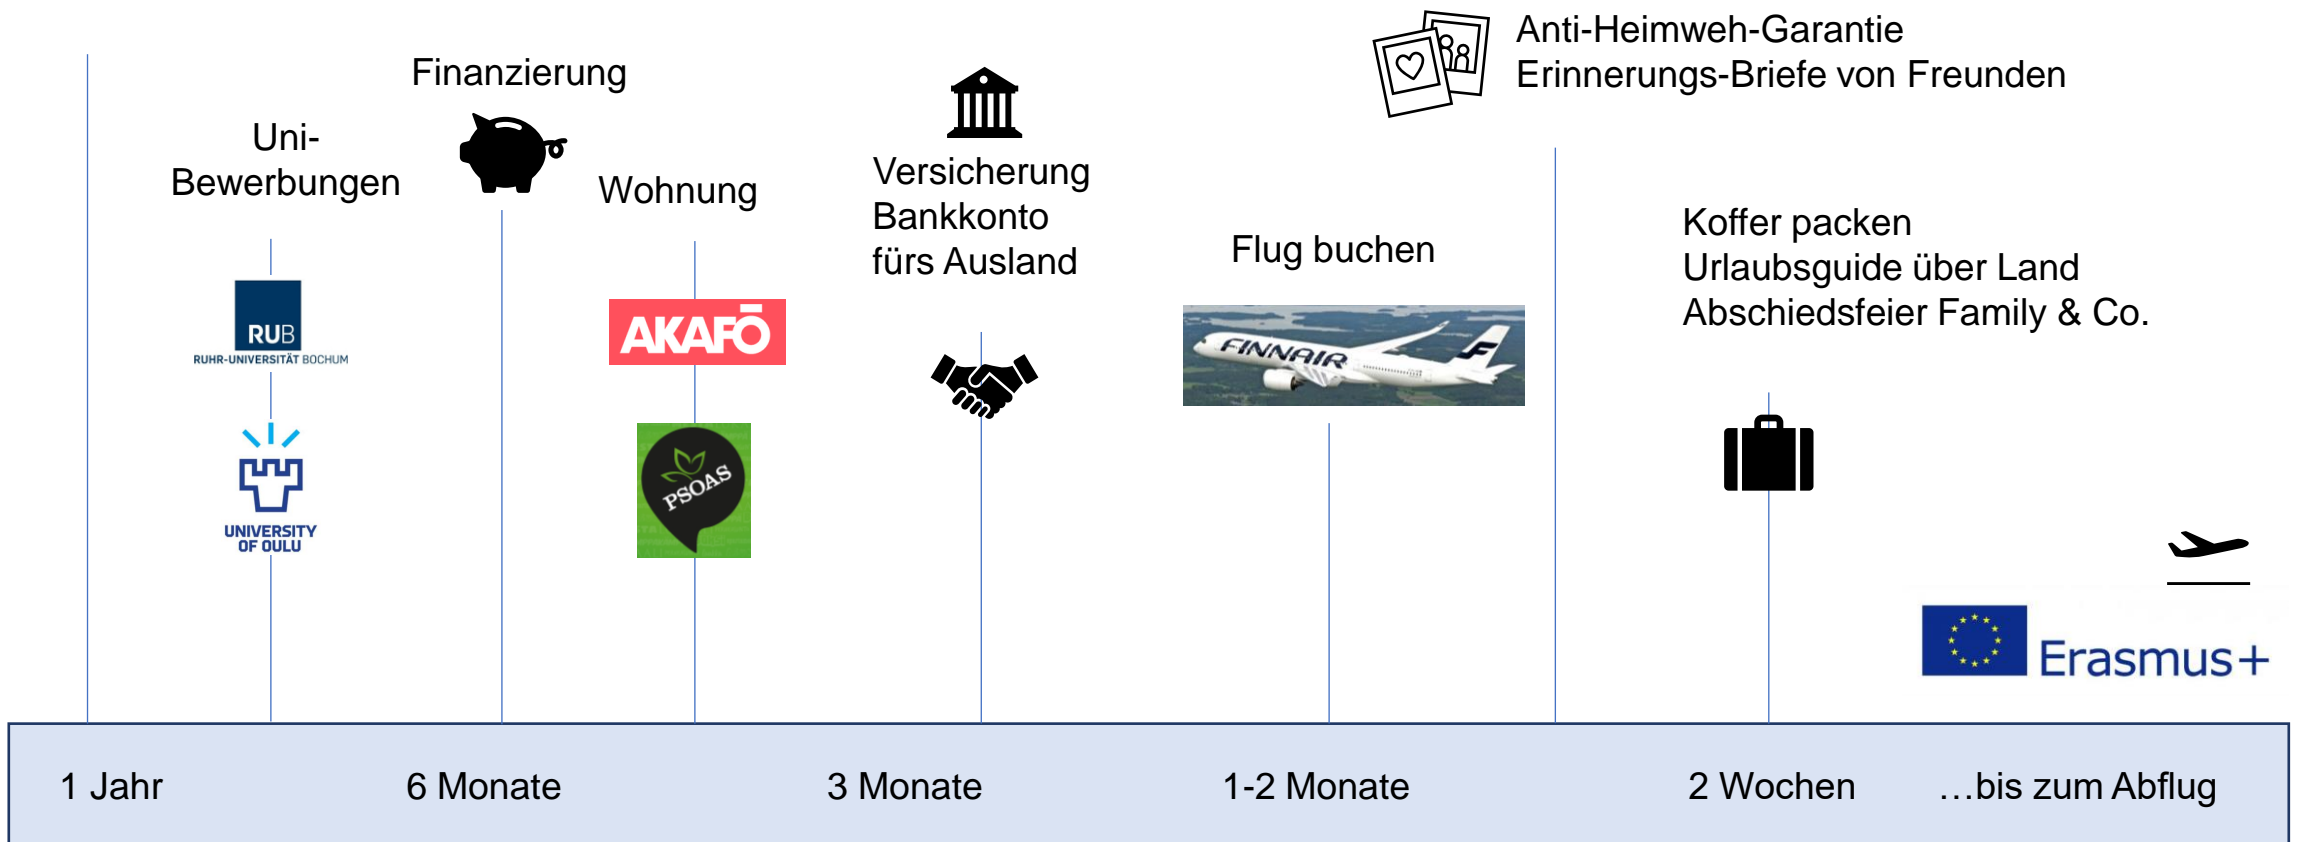 Anti-Heimweh-Garantie
Erinnerungs-Briefe von Freunden
Finanzierung
Uni-
Bewerbungen
Wohnung
Versicherung
Bankkonto
fürs Ausland
Flug buchen
Koffer packen
Urlaubsguide über Land
Abschiedsfeier Family & Co.
RUB
RUHR-UNIVERSITÄT BOCHUM
AKAFÖ
FINNAIR
PSOAS
UNIVERSITY
OF OULU
Erasmus+
1 Jahr
6 Monate
3 Monate
1-2 Monate
2 Wochen
…bis zum Abflug